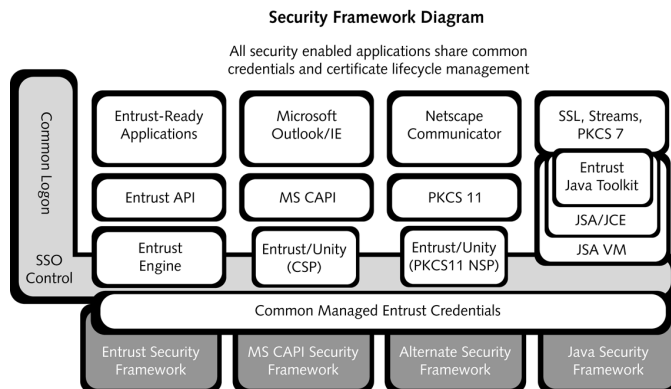 Security Framework Diagram
All security enabled applications share common
credentials and certificate lifecycle management
Common Logon
SSO
Control
Entrust-Ready
Applications
Microsoft
Outlook/IE
Netscape
Communicator
SSL, Streams,
PKCS 7
Entrust
Java Toolkit
Entrust API
MS CAPI
PKCS 11
JSA/JCE
JSA VM
Entrust
Engine
Entrust/Unity
(CSP)
Entrust/Unity
(PKCS11 NSP)
Common Managed Entrust Credentials
Entrust Security
Framework
MS CAPI Security
Framework
Alternate Security
Framework
Java Security
Framework